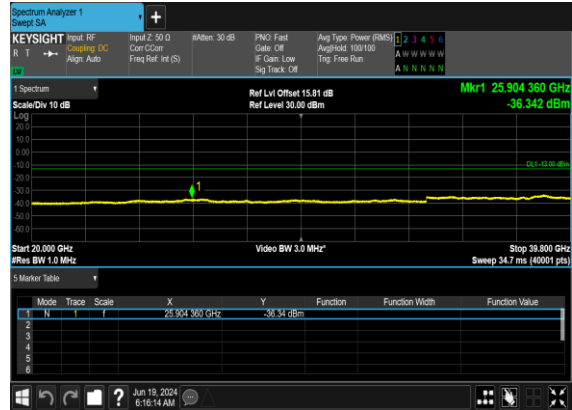 Spectrum Analyzer 1
Swept SA
+
KEYSIGHT Input: RF Input Z: 50 Ω #Atten: 30 dB PNO: Fast Avg Type: Power (RMS) 1 2 3 4 5 6
R T Coupling: DC Corr CCorr Gate: Off Avg|Hold: 100/100 A W W W W W
Align: Auto Freq Ref: Int (S) IF Gain: Low Trig: Free Run
Sig Track: Off A N N N N N
1 Spectrum Ref Lvl Offset 15.81 dB Mkr1 25.904 360 GHz
Scale/Div 10 dB Ref Level 30.00 dBm -36.342 dBm
Log
20.0
10.0
0.00
-10.0 DL1 -13.00 dBm
-20.0
-30.0 1
-40.0
-50.0
-60.0
Start 20.000 GHz Video BW 3.0 MHz* Stop 39.800 GHz
#Res BW 1.0 MHz Sweep 34.7 ms (40001 pts)
5 Marker Table
Mode Trace Scale X Y Function Function Width Function Value
1 N 1 f 25.904 360 GHz -36.34 dBm
2
3
4
5
6
? Jun 19, 2024
6:16:14 AM